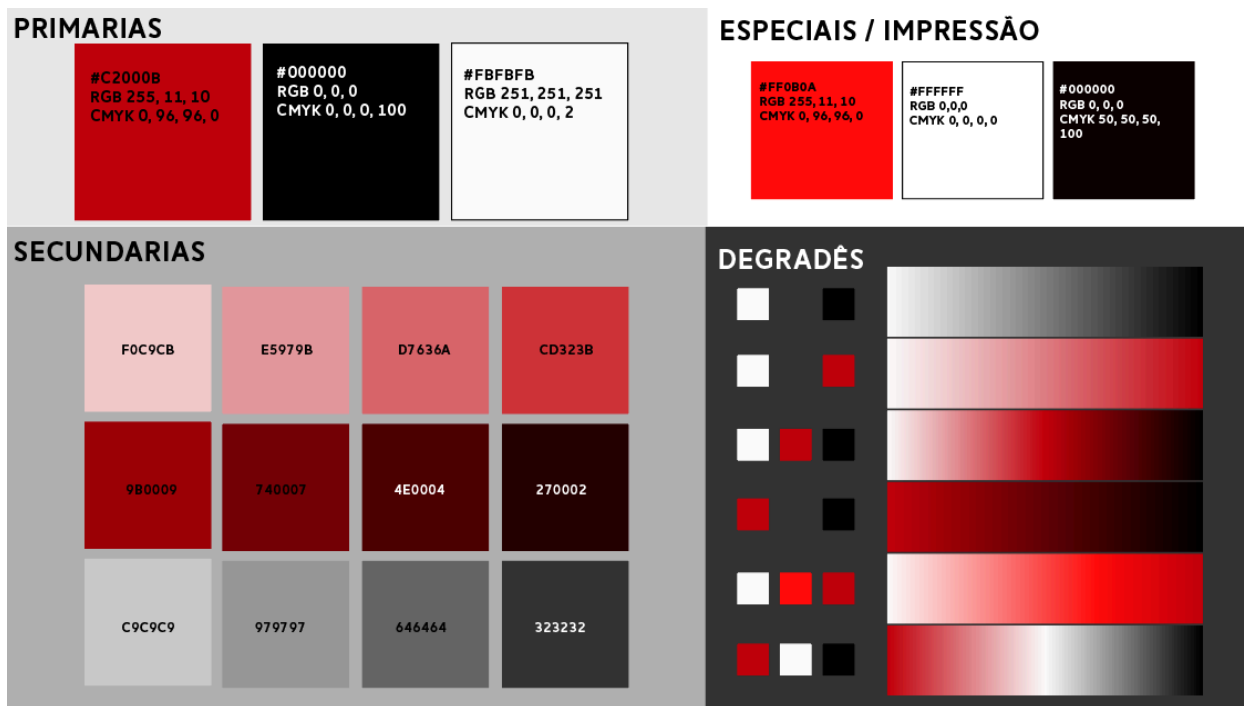 PRIMARIAS
#C2000B
RGB 255, 11, 10
CMYK 0, 96, 96, 0
#000000
RGB 0, 0, 0
CMYK 0, 0, 0, 100
#FBFBFB
RGB 251, 251, 251
CMYK 0, 0, 0, 2
ESPECIAIS / IMPRESSÃO
#FF0B0A
RGB 255, 11, 10
CMYK 0, 96, 96, 0
#FFFFFF
RGB 0,0,0
CMYK 0, 0, 0, 0
#000000
RGB 0, 0, 0
CMYK 50, 50, 50,
100
SECUNDARIAS
F0C9CB
E5979B
D7636A
CD323B
9B0009
740007
4E0004
270002
C9C9C9
979797
646464
323232
DEGRADÊS